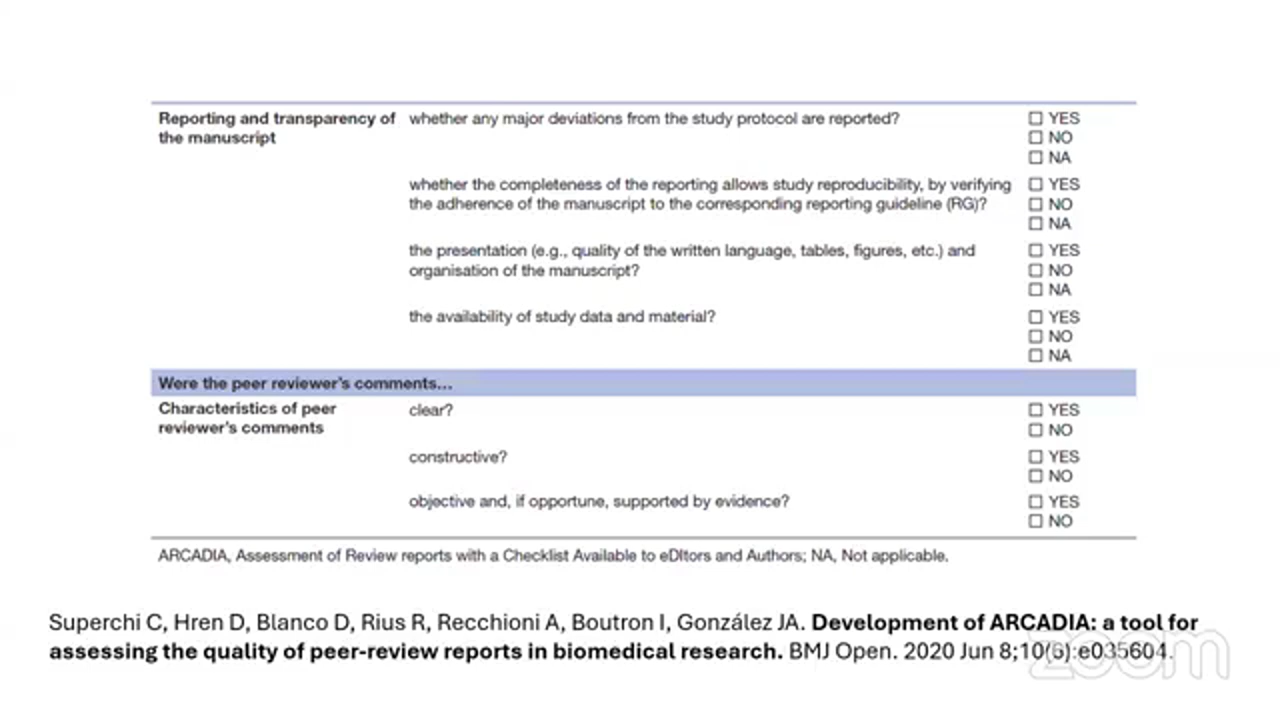 Reporting and transparency of the manuscript
whether any major deviations from the study protocol are reported?
☐ YES
☐ NO
☐ NA
whether the completeness of the reporting allows study reproducibility, by verifying
the adherence of the manuscript to the corresponding reporting guideline (RG)?
☐ YES
☐ NO
☐ NA
the presentation (e.g., quality of the written language, tables, figures, etc.) and
organisation of the manuscript?
☐ YES
☐ NO
☐ NA
the availability of study data and material?
☐ YES
☐ NO
☐ NA
Were the peer reviewer's comments...
Characteristics of peer
reviewer's comments
clear?
☐ YES
☐ NO
constructive?
☐ YES
☐ NO
objective and, if opportune, supported by evidence?
☐ YES
☐ NO
ARCADIA, Assessment of Review reports with a Checklist Available to eDItors and Authors; NA, Not applicable.
Superchi C, Hren D, Blanco D, Rius R, Recchioni A, Boutron I, González JA. Development of ARCADIA: a tool for
assessing the quality of peer-review reports in biomedical research. BMJ Open. 2020 Jun 8;10(6):e035604.
zoom